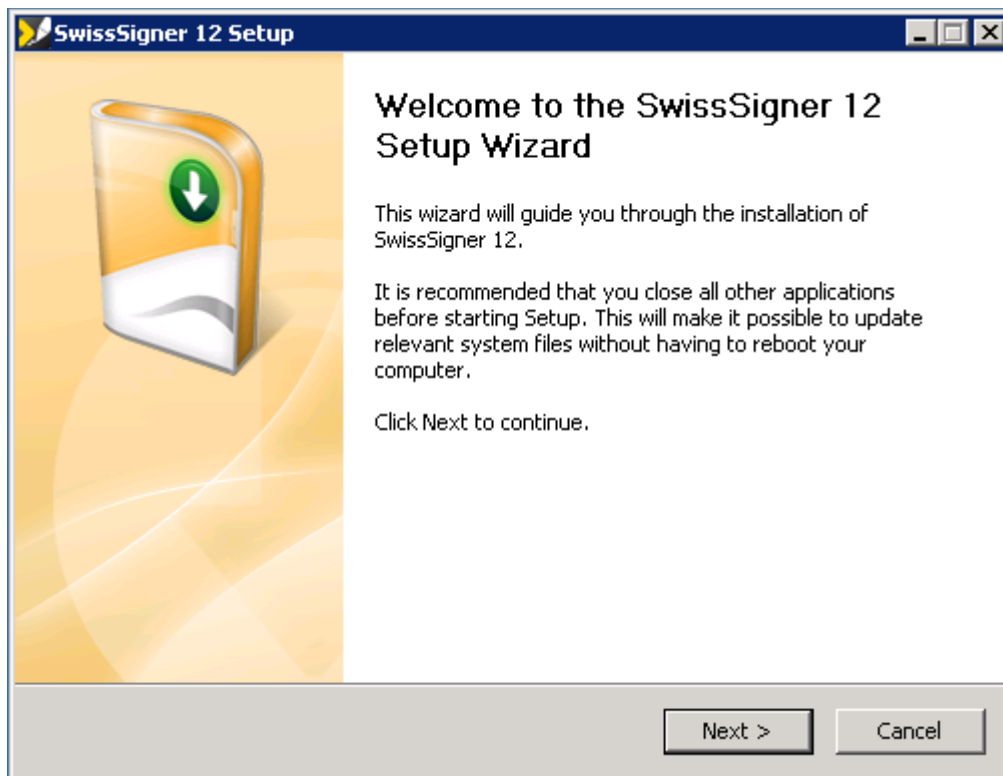 SwissSigner 12 Setup
Welcome to the SwissSigner 12
Setup Wizard
This wizard will guide you through the installation of
SwissSigner 12.
It is recommended that you close all other applications
before starting Setup. This will make it possible to update
relevant system files without having to reboot your
computer.
Click Next to continue.
Next >
Cancel